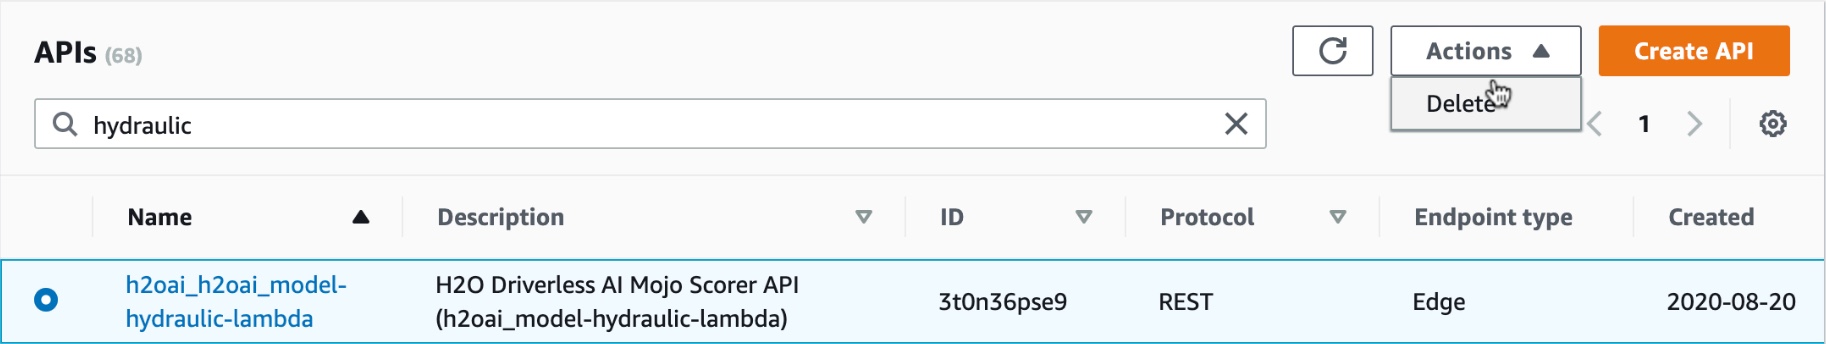 APIs (68)
Actions
Create API
Delete
hydraulic
1
Name
Description
ID
Protocol
Endpoint type
Created
h2oai_h2oai_model-
hydraulic-lambda
H2O Driverless AI Mojo Scorer API
(h2oai_model-hydraulic-lambda)
3t0n36pse9
REST
Edge
2020-08-20